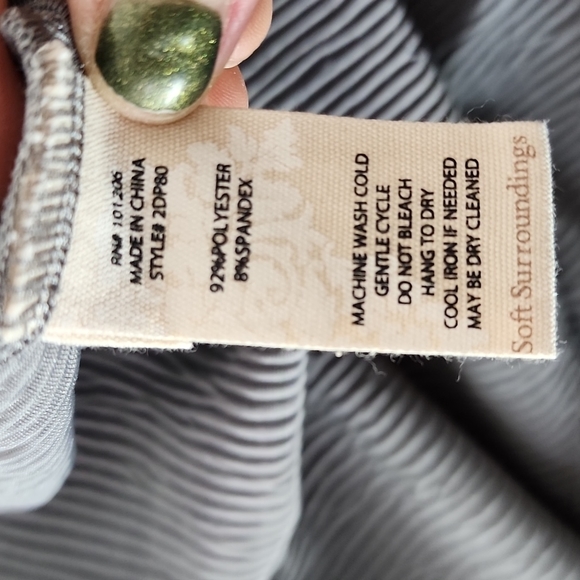 RN# 101206
MADE IN CHINA
STYLE# 2DP80
92%POLYESTER
8%SPANDEX
MACHINE WASH COLD
GENTLE CYCLE
DO NOT BLEACH
HANG TO DRY
COOL IRON IF NEEDED
MAY BE DRY CLEANED
Soft Surroundings